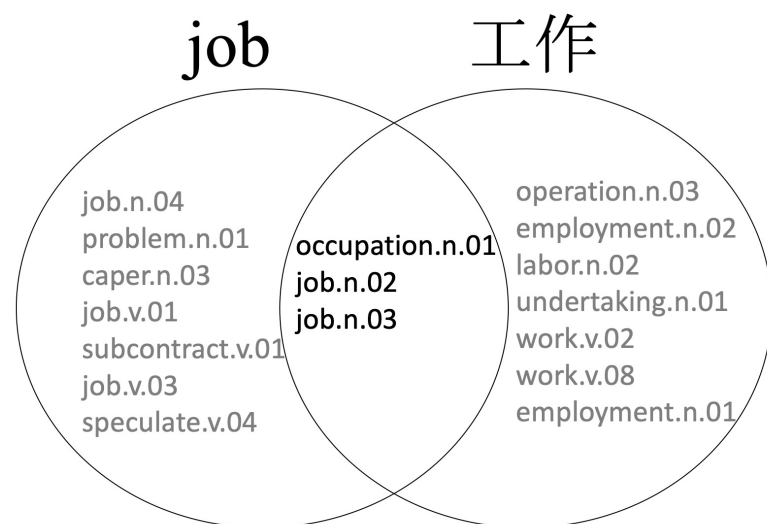 job
工作
job.n.04
problem.n.01
caper.n.03
job.v.01
subcontract.v.01
job.v.03
speculate.v.04
occupation.n.01
job.n.02
job.n.03
operation.n.03
employment.n.02
labor.n.02
undertaking.n.01
work.v.02
work.v.08
employment.n.01